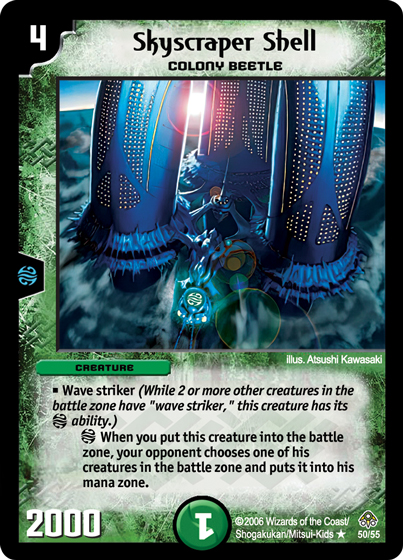 4
Skyscraper Shell
COLONY BEETLE
illus. Atsushi Kawasaki
CREATURE
▪ Wave striker (While 2 or more other creatures in the
battle zone have "wave striker," this creature has its
ability.)
When you put this creature into the battle
zone, your opponent chooses one of his
creatures in the battle zone and puts it into his
mana zone.
2000
1
©2006 Wizards of the Coast/
Shogakukan/Mitsui-Kids ★ 50/55